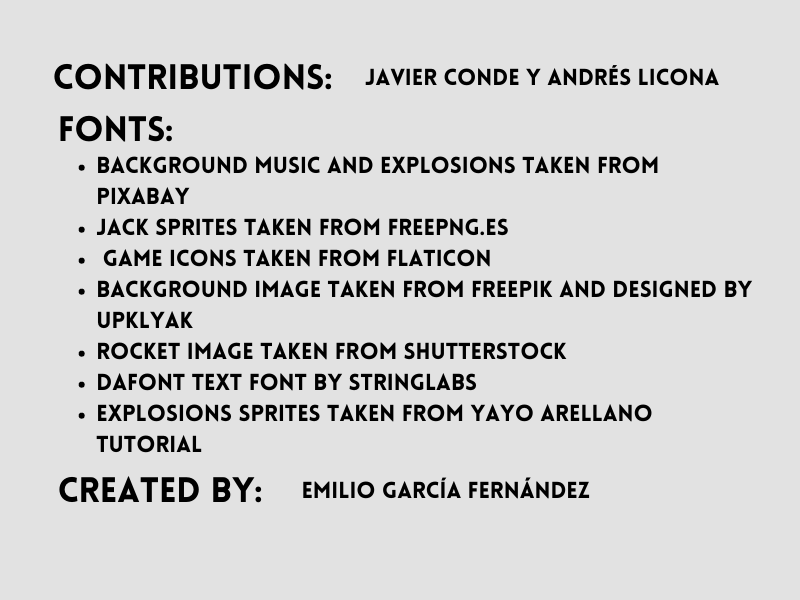 CONTRIBUTIONS: JAVIER CONDE Y ANDRÉS LICONA
FONTS:
• BACKGROUND MUSIC AND EXPLOSIONS TAKEN FROM
PIXABAY
• JACK SPRITES TAKEN FROM FREEPNG.ES
• GAME ICONS TAKEN FROM FLATICON
• BACKGROUND IMAGE TAKEN FROM FREEPIK AND DESIGNED BY
UPKLYAK
• ROCKET IMAGE TAKEN FROM SHUTTERSTOCK
• DAFONT TEXT FONT BY STRINGLABS
• EXPLOSIONS SPRITES TAKEN FROM YAYO ARELLANO
TUTORIAL
CREATED BY: EMILIO GARCÍA FERNÁNDEZ